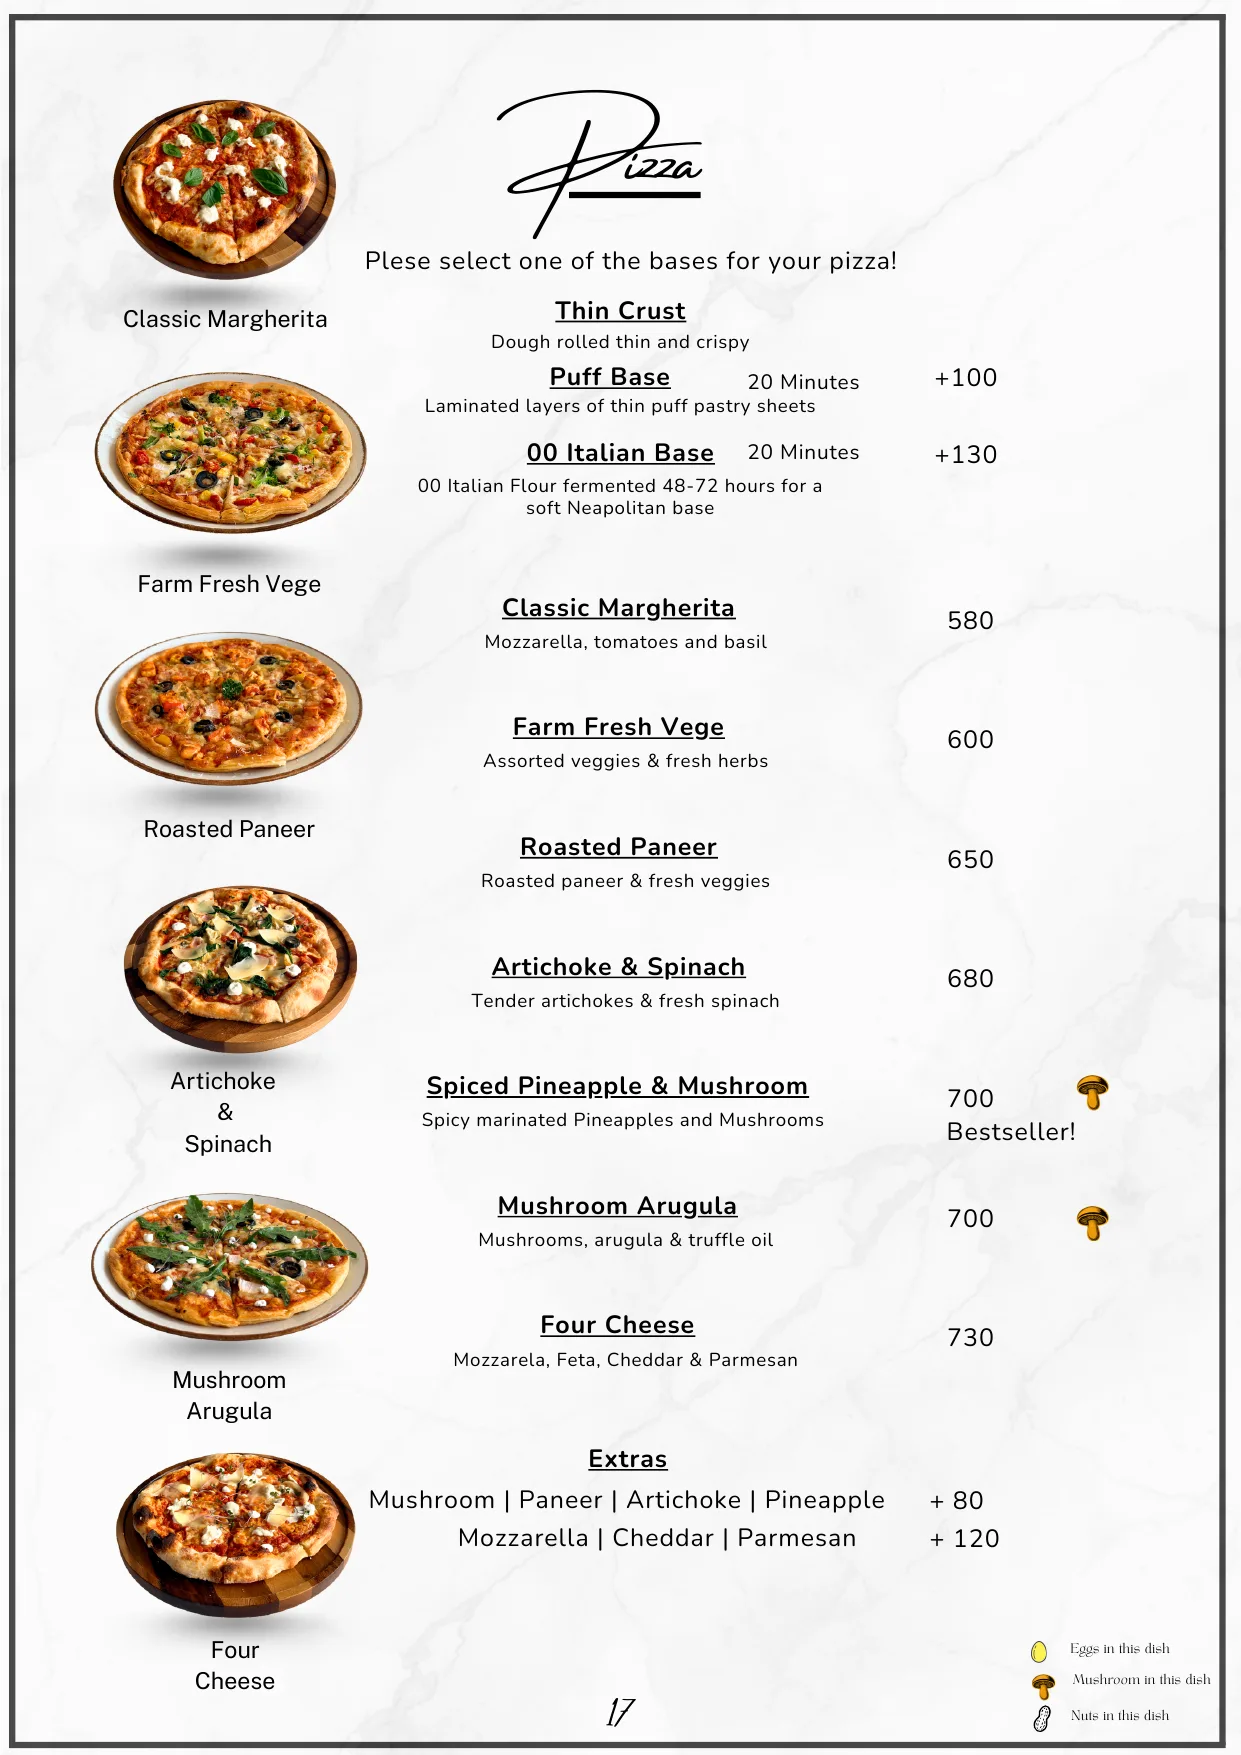 Pizza
Plese select one of the bases for your pizza!
Thin Crust
Dough rolled thin and crispy
Puff Base 20 Minutes +100
Laminated layers of thin puff pastry sheets
00 Italian Base 20 Minutes +130
00 Italian Flour fermented 48-72 hours for a
soft Neapolitan base
Classic Margherita
Farm Fresh Vege
Roasted Paneer
Artichoke
&
Spinach
Mushroom
Arugula
Four
Cheese
Classic Margherita 580
Mozzarella, tomatoes and basil
Farm Fresh Vege 600
Assorted veggies & fresh herbs
Roasted Paneer 650
Roasted paneer & fresh veggies
Artichoke & Spinach 680
Tender artichokes & fresh spinach
Spiced Pineapple & Mushroom 700
Spicy marinated Pineapples and Mushrooms
Bestseller!
Mushroom Arugula 700
Mushrooms, arugula & truffle oil
Four Cheese 730
Mozzarela, Feta, Cheddar & Parmesan
Extras
Mushroom | Paneer | Artichoke | Pineapple + 80
Mozzarella | Cheddar | Parmesan + 120
Eggs in this dish
Mushroom in this dish
Nuts in this dish
17